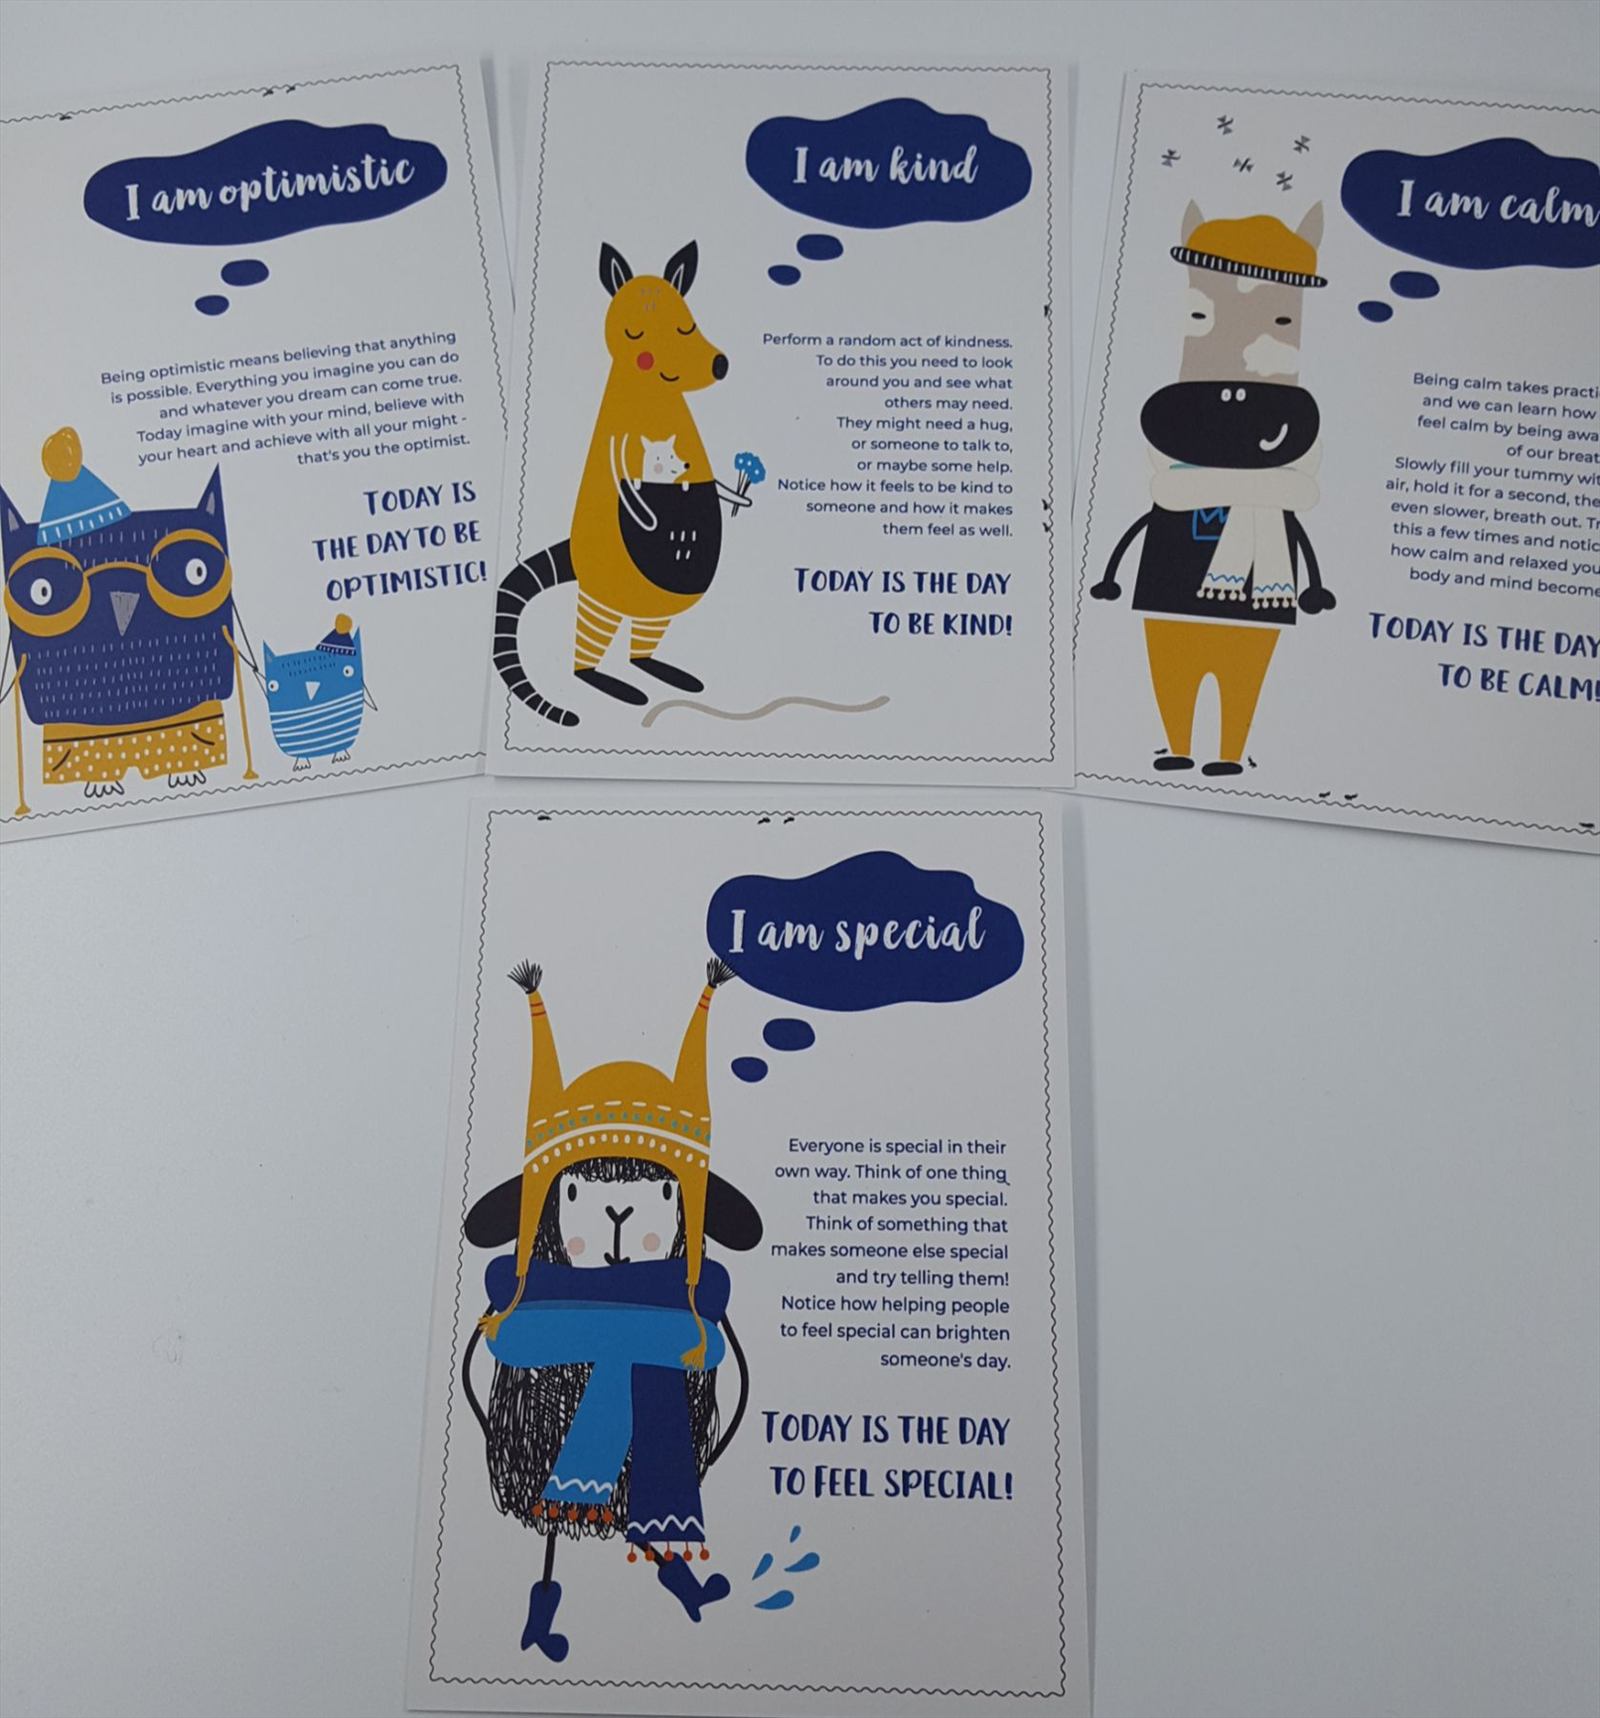 I am optimistic
Being optimistic means believing that anything
is possible. Everything you imagine you can do
and whatever you dream can come true.
Today imagine with your mind, believe with
your heart and achieve with all your might -
that's you the optimist.
TODAY IS
THE DAY TO BE
OPTIMISTIC!
I am kind
Perform a random act of kindness.
To do this you need to look
around you and see what
others may need.
They might need a hug,
or someone to talk to,
or maybe some help.
Notice how it feels to be kind to
someone and how it makes
them feel as well.
TODAY IS THE DAY
TO BE KIND!
I am calm
Being calm takes practi
and we can learn how
feel calm by being awa
of our breat
Slowly fill your tummy wit
air, hold it for a second, the
even slower, breath out. Tr
this a few times and notic
how calm and relaxed you
body and mind become
TODAY IS THE DAY
TO BE CALM!
I am special
Everyone is special in their
own way. Think of one thing
that makes you special.
Think of something that
makes someone else special
and try telling them!
Notice how helping people
to feel special can brighten
someone's day.
TODAY IS THE DAY
TO FEEL SPECIAL!